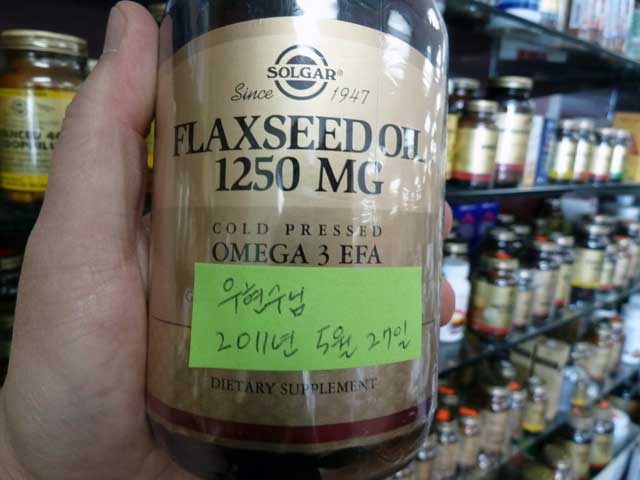 SOLGAR®
Since 1947
FLAXSEED OIL
1250 MG
COLD PRESSED
OMEGA 3 EFA
우현수님
2011년 5월 27일
DIETARY SUPPLEMENT